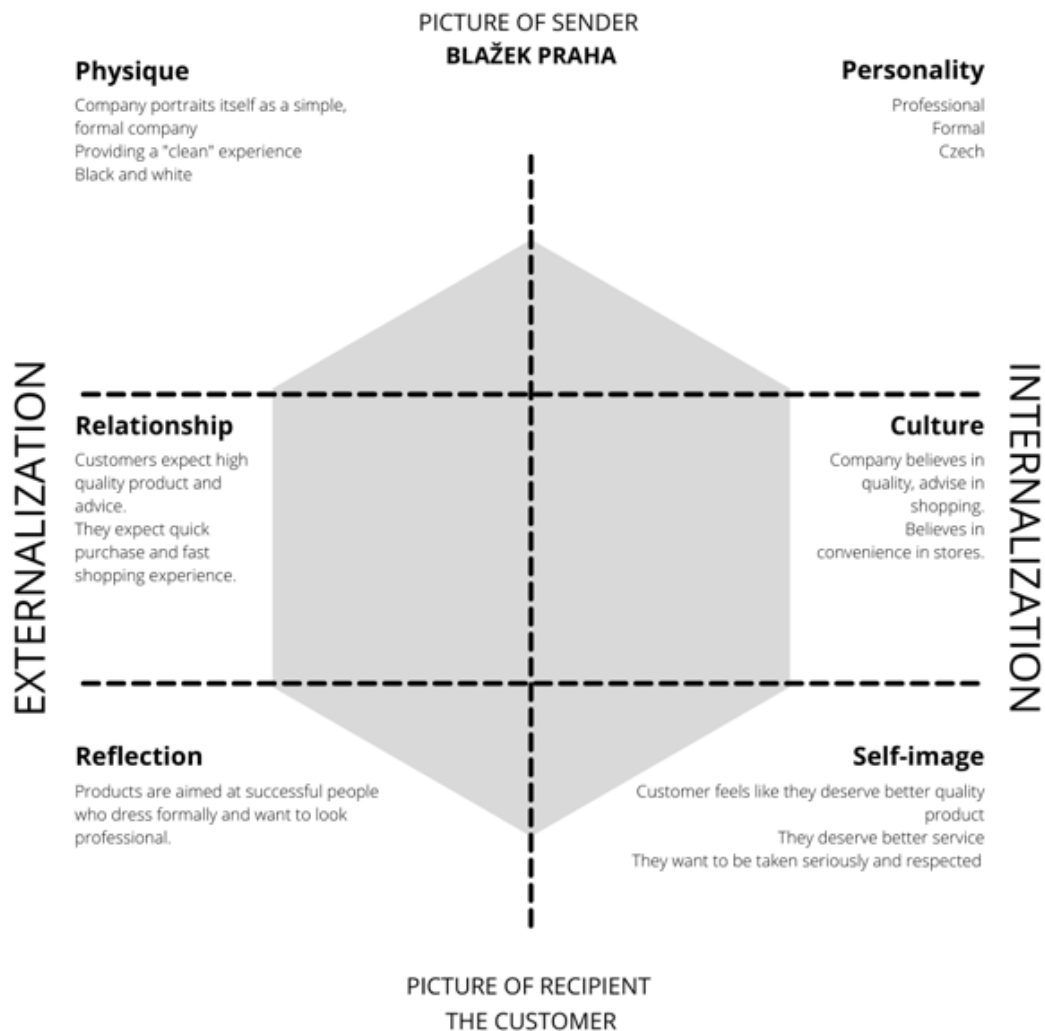 PICTURE OF SENDER
BLAŽEK PRAHA
Physique
Company portraits itself as a simple,
formal company
Providing a "clean" experience
Black and white
Personality
Professional
Formal
Czech
EXTERNALIZATION
INTERNALIZATION
Relationship
Customers expect high
quality product and
advice.
They expect quick
purchase and fast
shopping experience.
Culture
Company believes in
quality, advise in
shopping.
Believes in
convenience in stores.
Reflection
Products are aimed at successful people
who dress formally and want to look
professional.
Self-image
Customer feels like they deserve better quality
product
They deserve better service
They want to be taken seriously and respected
PICTURE OF RECIPIENT
THE CUSTOMER